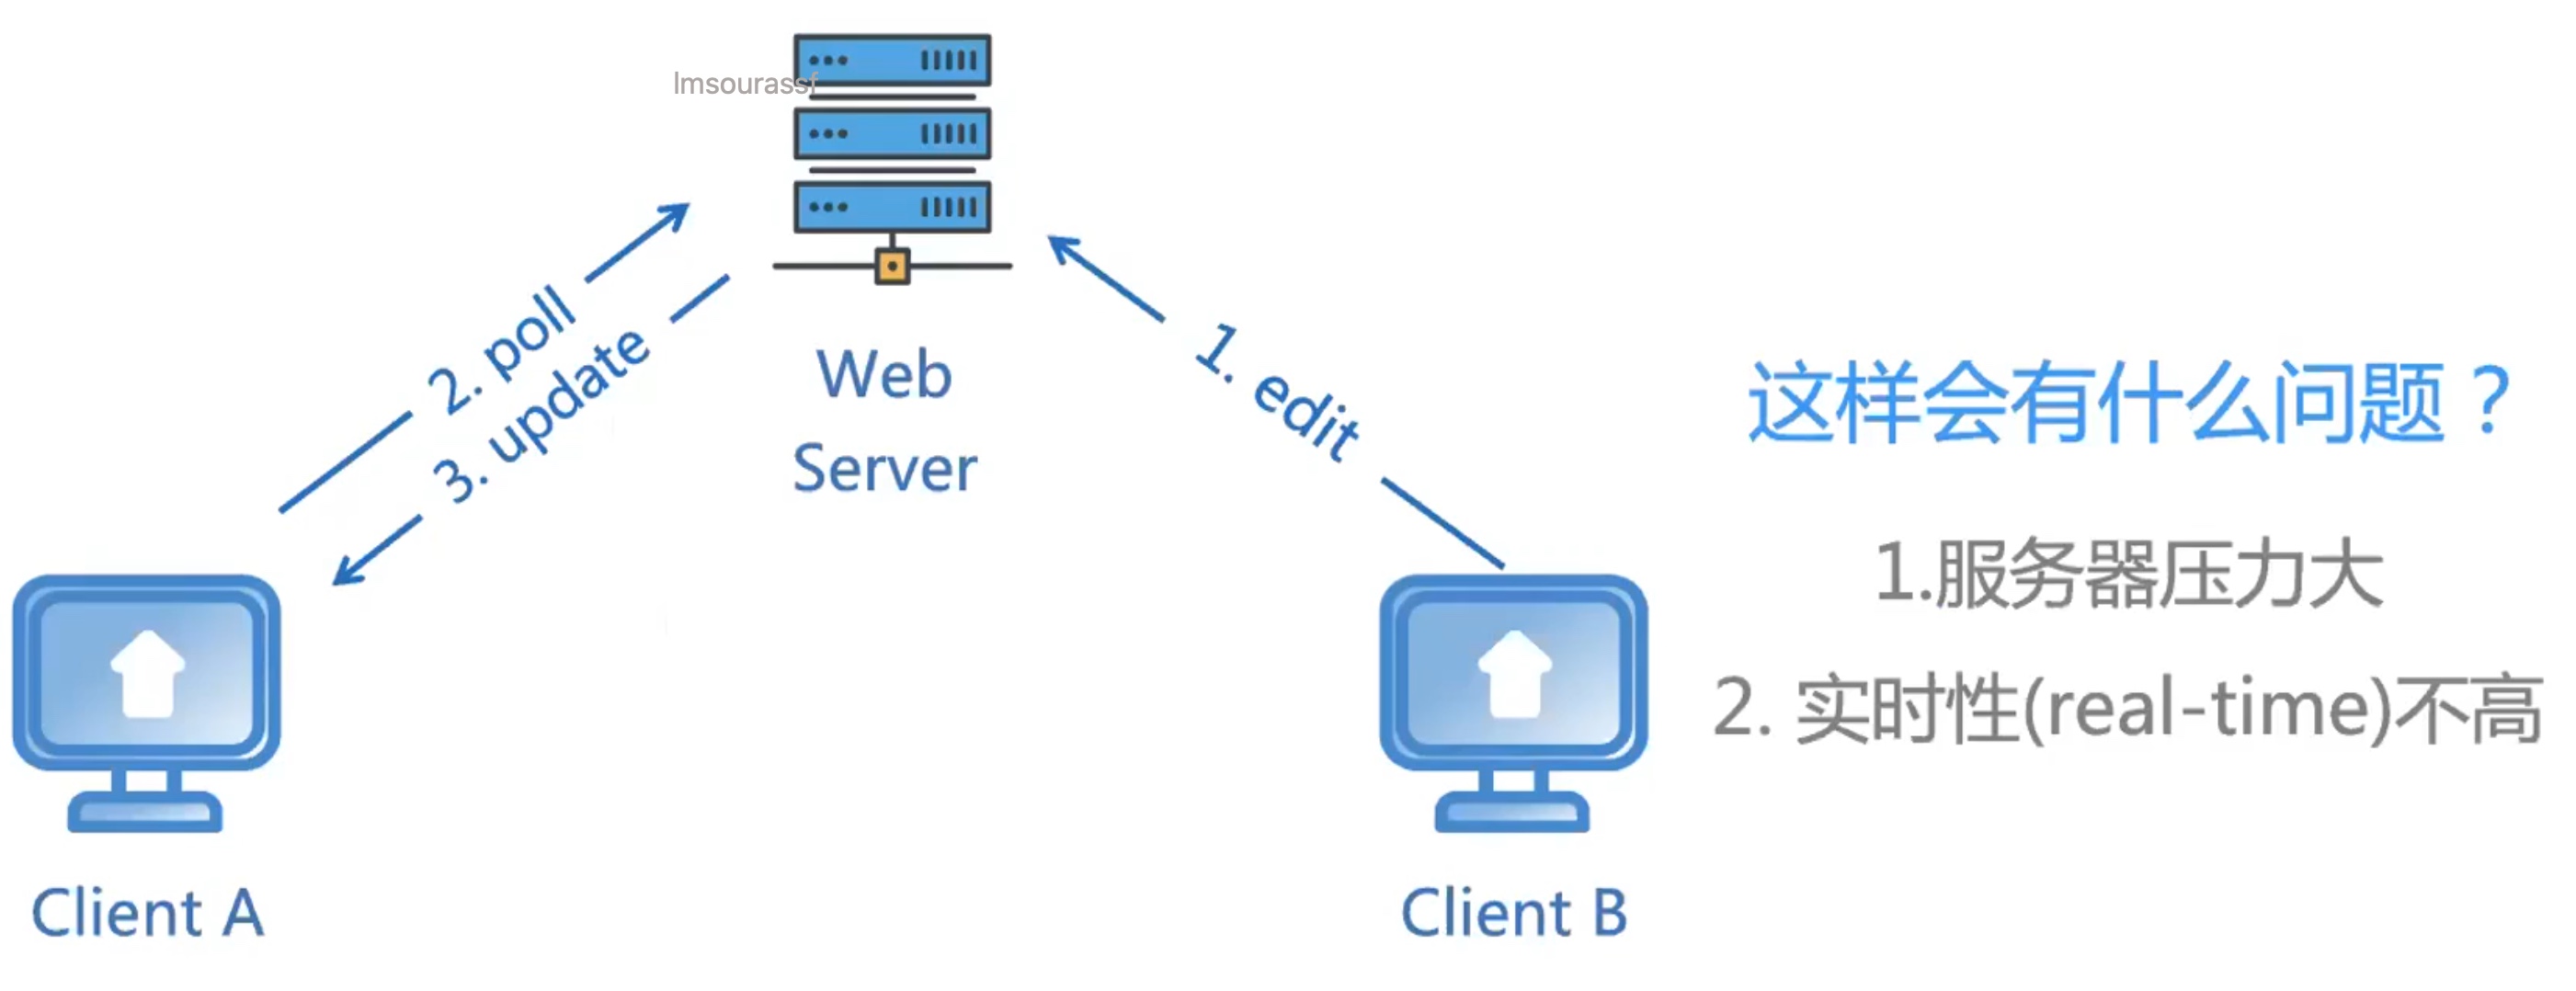 lmsourassf
2. poll
3. update
Web
Server
1. edit
这样会有什么问题？
1.服务器压力大
2. 实时性(real-time)不高
Client A
Client B